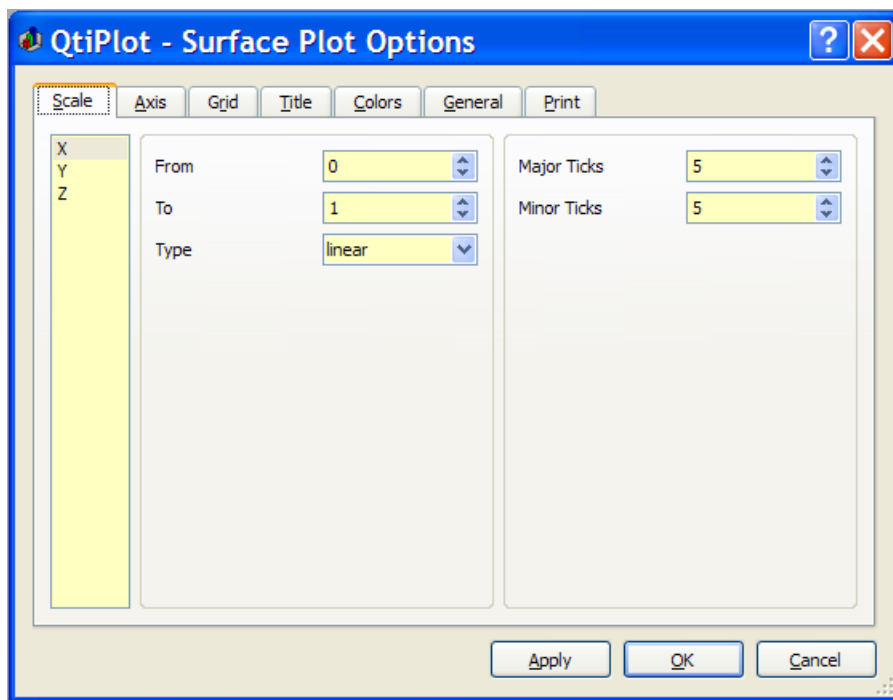 QtiPlot - Surface Plot Options
Scale Axis Grid Title Colors General Print
X
Y
Z
From 0
To 1
Type linear
Major Ticks 5
Minor Ticks 5
Apply OK Cancel